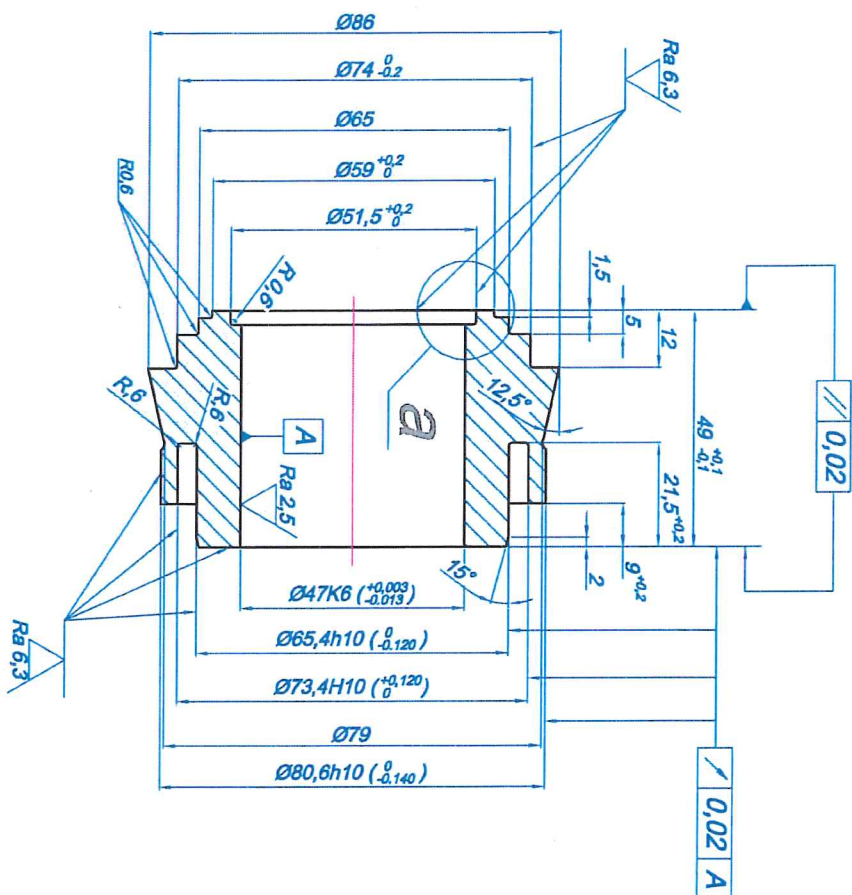 Ø86
Ø74 0 -0.2
Ra 6,3
Ø65
Ø59 +0,2 0
R0,6
Ø51,5 +0,2 0
1,5
5
12
R0,6
a
12,5°
49 +0,1 -0,1
// 0,02
R,6
R,6
A
Ra 2,5
21,5 +0,2
9 +0,2
2
15°
Ø47K6 ( +0,003 -0.013 )
Ø65,4h10 ( 0 -0.120 )
Ra 6,3
Ø73,4H10 ( +0,120 0 )
Ø79
Ø80,6h10 ( 0 -0.140 )
0,02 A